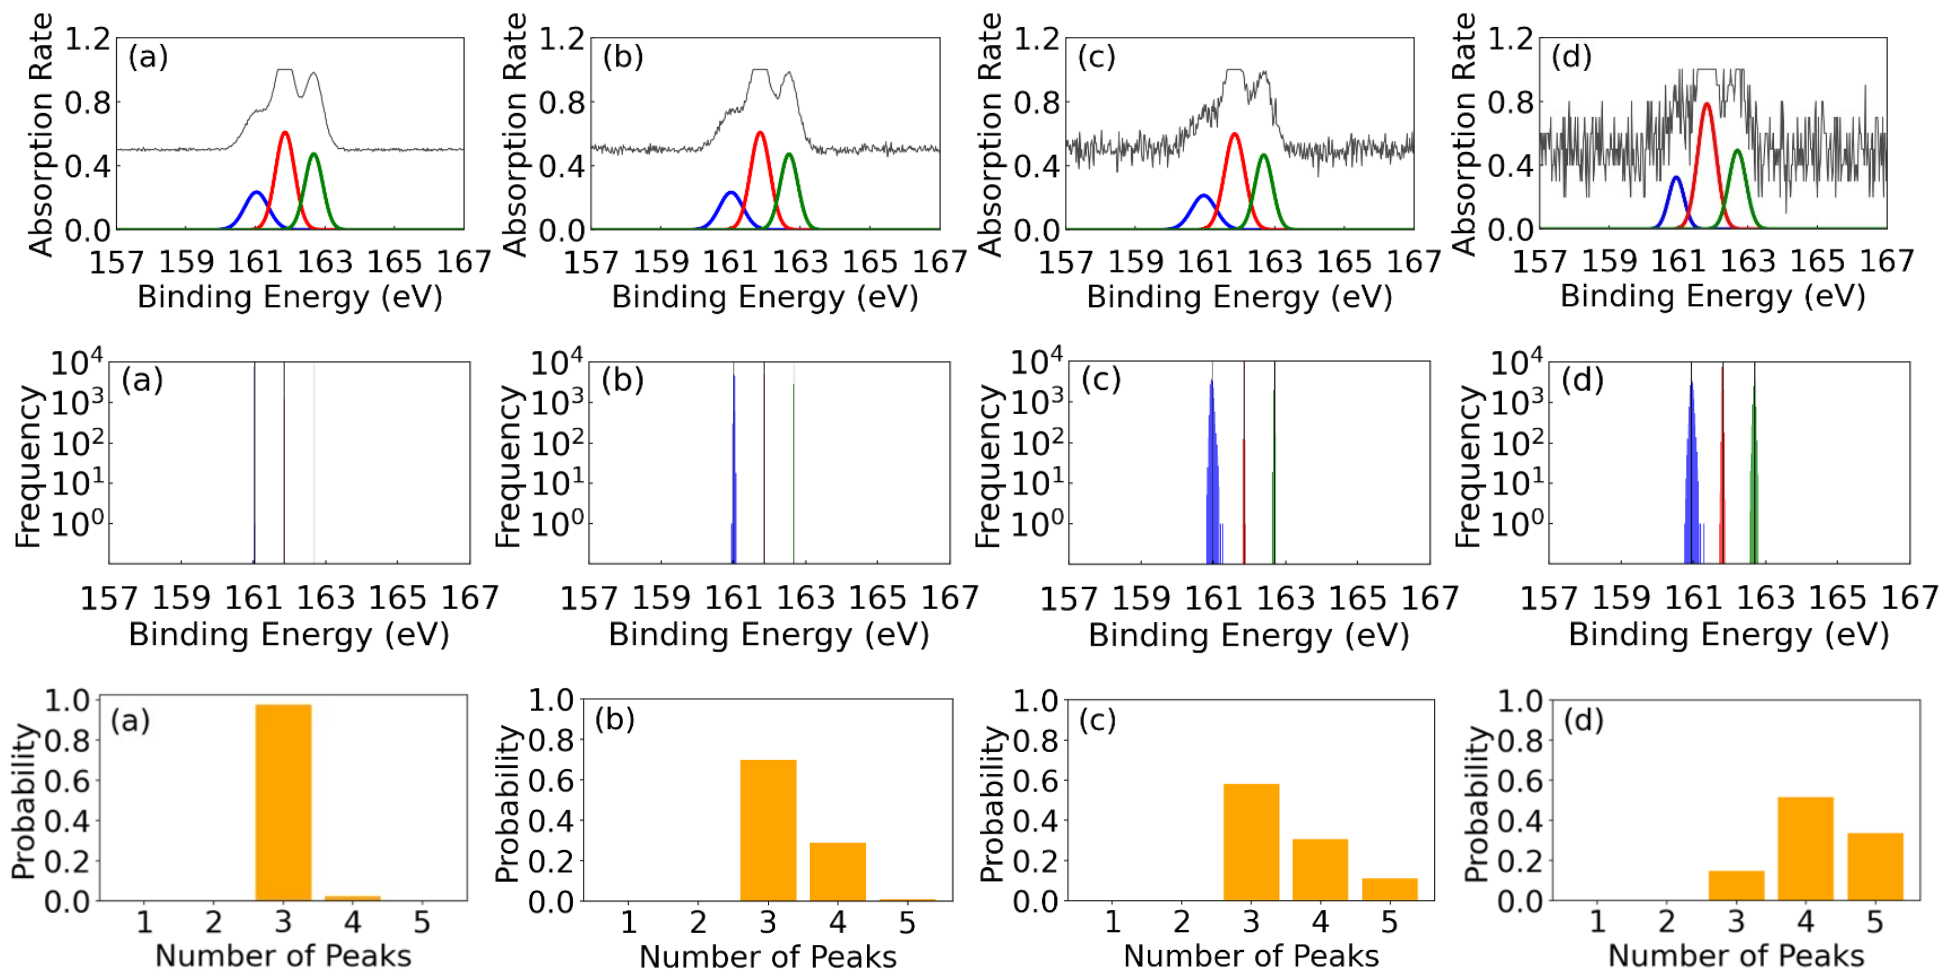 Absorption Rate
1.2
0.8
0.4
0.0
(a)
157 159 161 163 165 167
Binding Energy (eV)
Absorption Rate
1.2
0.8
0.4
0.0
(b)
157 159 161 163 165 167
Binding Energy (eV)
Absorption Rate
1.2
0.8
0.4
0.0
(c)
157 159 161 163 165 167
Binding Energy (eV)
Absorption Rate
1.2
0.8
0.4
0.0
(d)
157 159 161 163 165 167
Binding Energy (eV)
Frequency
10⁴
10³
10²
10¹
10⁰
(a)
157 159 161 163 165 167
Binding Energy (eV)
Frequency
10⁴
10³
10²
10¹
10⁰
(b)
157 159 161 163 165 167
Binding Energy (eV)
Frequency
10⁴
10³
10²
10¹
10⁰
(c)
157 159 161 163 165 167
Binding Energy (eV)
Frequency
10⁴
10³
10²
10¹
10⁰
(d)
157 159 161 163 165 167
Binding Energy (eV)
Probability
1.0
0.8
0.6
0.4
0.2
0.0
(a)
1 2 3 4 5
Number of Peaks
Probability
1.0
0.8
0.6
0.4
0.2
0.0
(b)
1 2 3 4 5
Number of Peaks
Probability
1.0
0.8
0.6
0.4
0.2
0.0
(c)
1 2 3 4 5
Number of Peaks
Probability
1.0
0.8
0.6
0.4
0.2
0.0
(d)
1 2 3 4 5
Number of Peaks